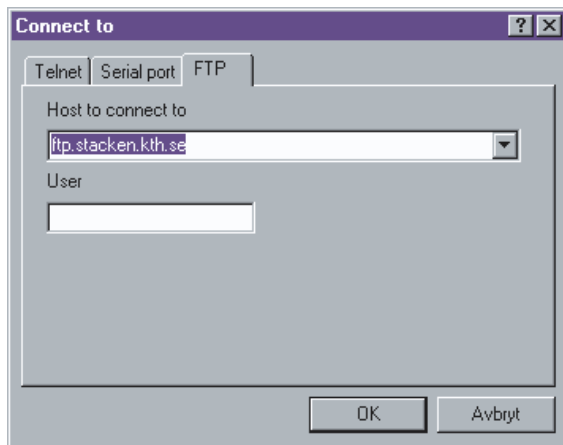 Connect to
Telnet Serial port FTP
Host to connect to
ftp.stacken.kth.se
User
OK Avbryt